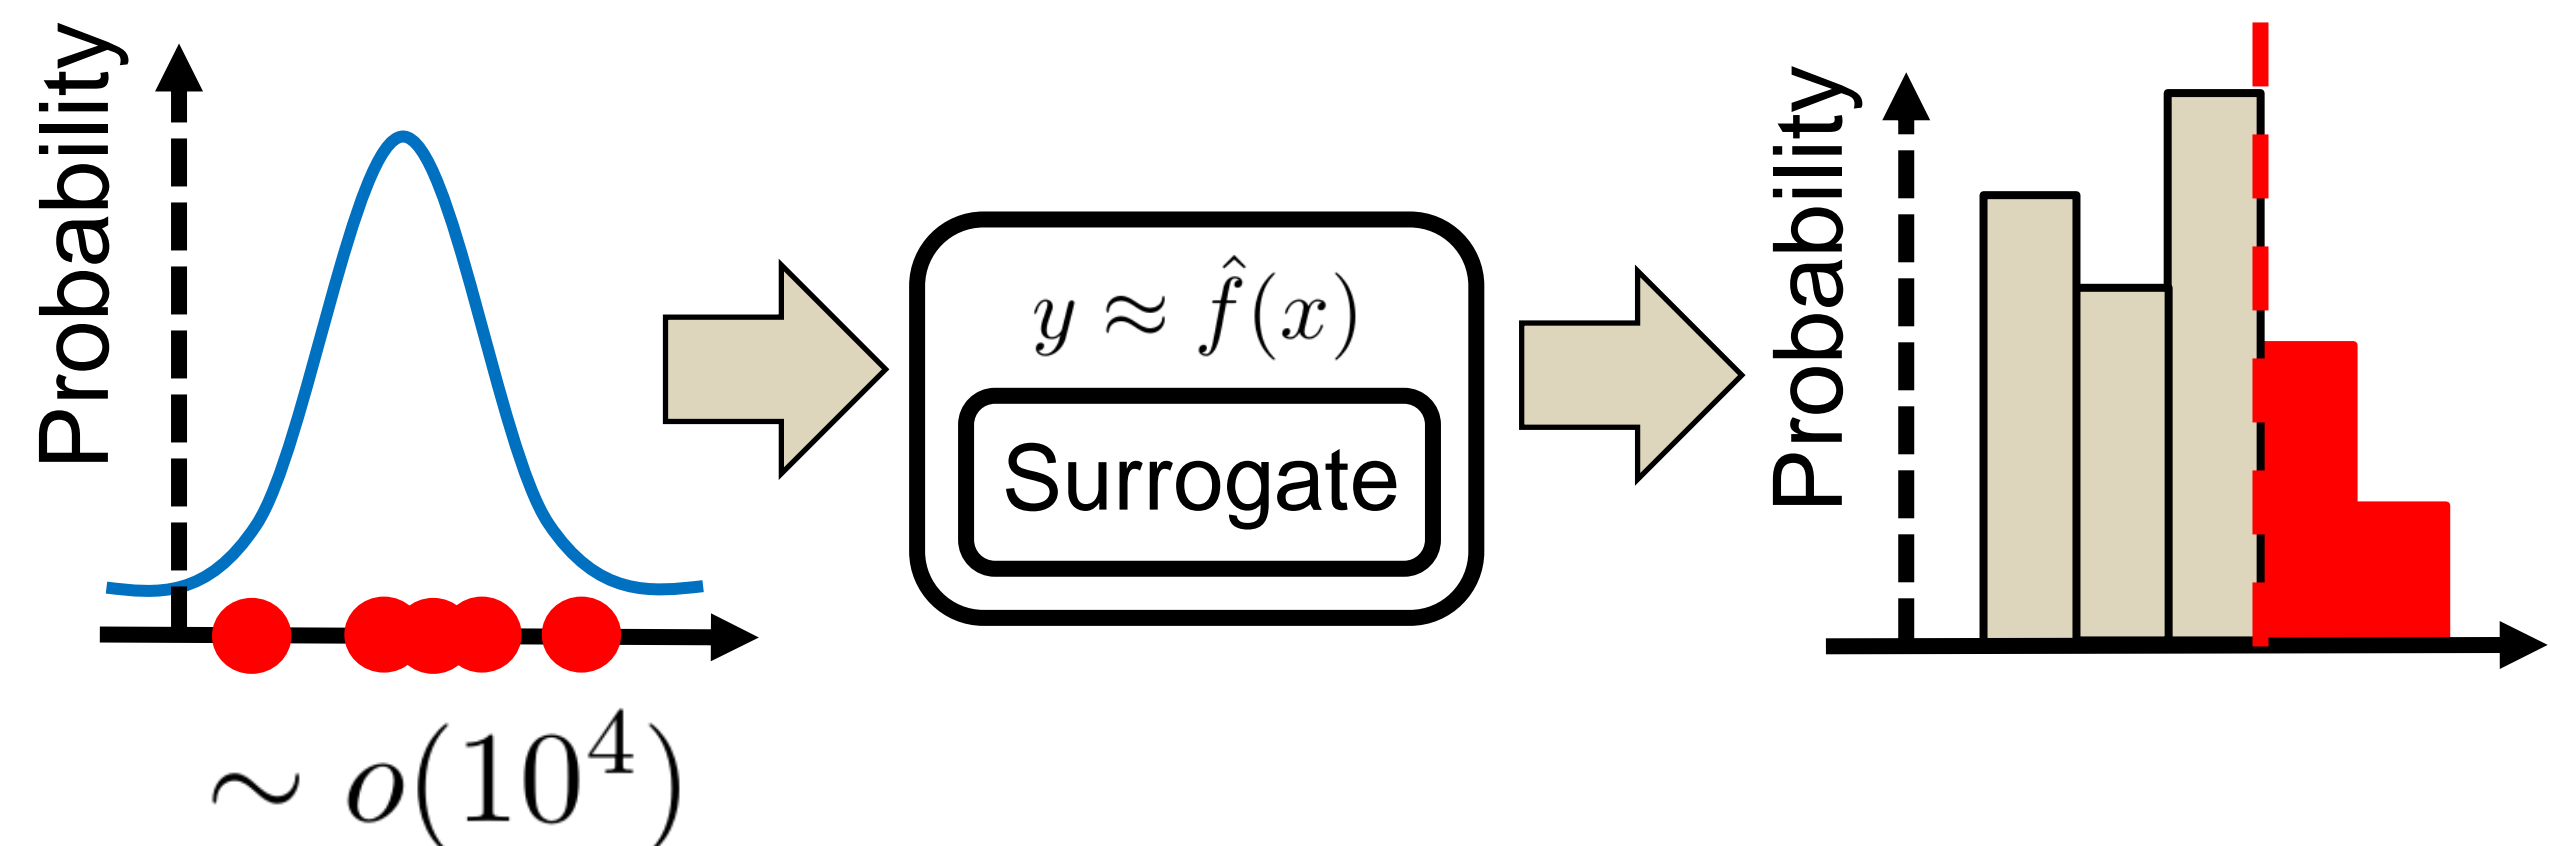 Probability
∼ o(10⁴)
y ≈ f̂(x)
Surrogate
Probability